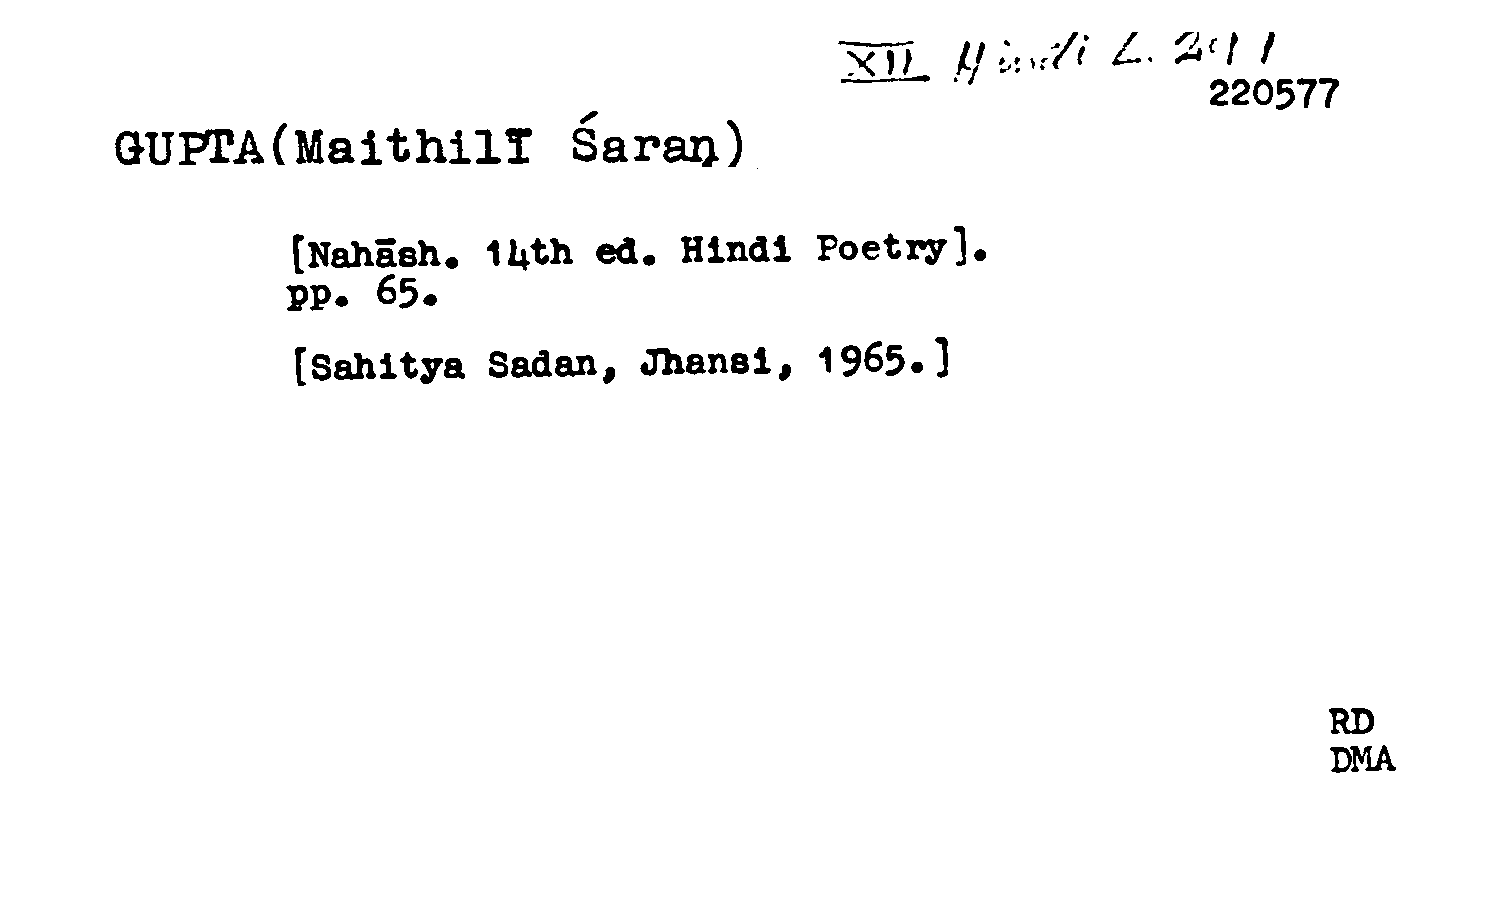 XII Hindi L.
220577
GUPTA(Maithilī Śaraṇ)
[Nahāsh. 14th ed. Hindi Poetry].
pp. 65.
[Sahitya Sadan, Jhansi, 1965.]
RD
DMA